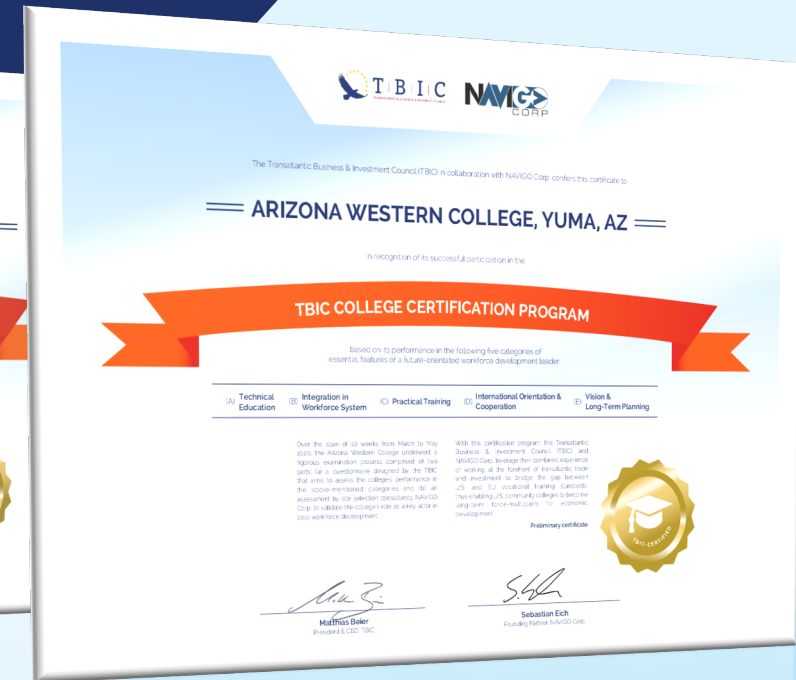 T|B|I|C
TRANSATLANTIC BUSINESS & INVESTMENT COUNCIL
NAVIGO
CORP
The Transatlantic Business & Investment Council (TBIC) in collaboration with NAVIGO Corp. confers this certificate to
ARIZONA WESTERN COLLEGE, YUMA, AZ
in recognition of its successful participation in the
TBIC COLLEGE CERTIFICATION PROGRAM
based on its performance in the following five categories of
essential features of a future-orientated workforce development leader
(A) Technical Education
(B) Integration in Workforce System
(C) Practical Training
(D) International Orientation & Cooperation
(E) Vision & Long-Term Planning
Over the span of 10 weeks from March to May
2020, the Arizona Western College underwent a
rigorous examination process comprised of two
parts: (a) a questionnaire designed by the TBIC
that aims to assess the college's performance in
the above-mentioned categories and (b) an
assessment by site selection consultancy NAVIGO
Corp. to validate the college's role as a key actor in
local workforce development.
With this certification program, the Transatlantic
Business & Investment Council (TBIC) and
NAVIGO Corp. leverage their combined experience
of working at the forefront of transatlantic trade
and investment to bridge the gap between
U.S. and EU vocational training standards,
thus enabling U.S. community colleges to become
long-term force-multipliers for economic
development.
Preliminary certificate
TBIC-CERTIFIED
Matthias Beier
President & CEO, TBIC
Sebastian Eich
Founding Partner NAVIGO Corp.